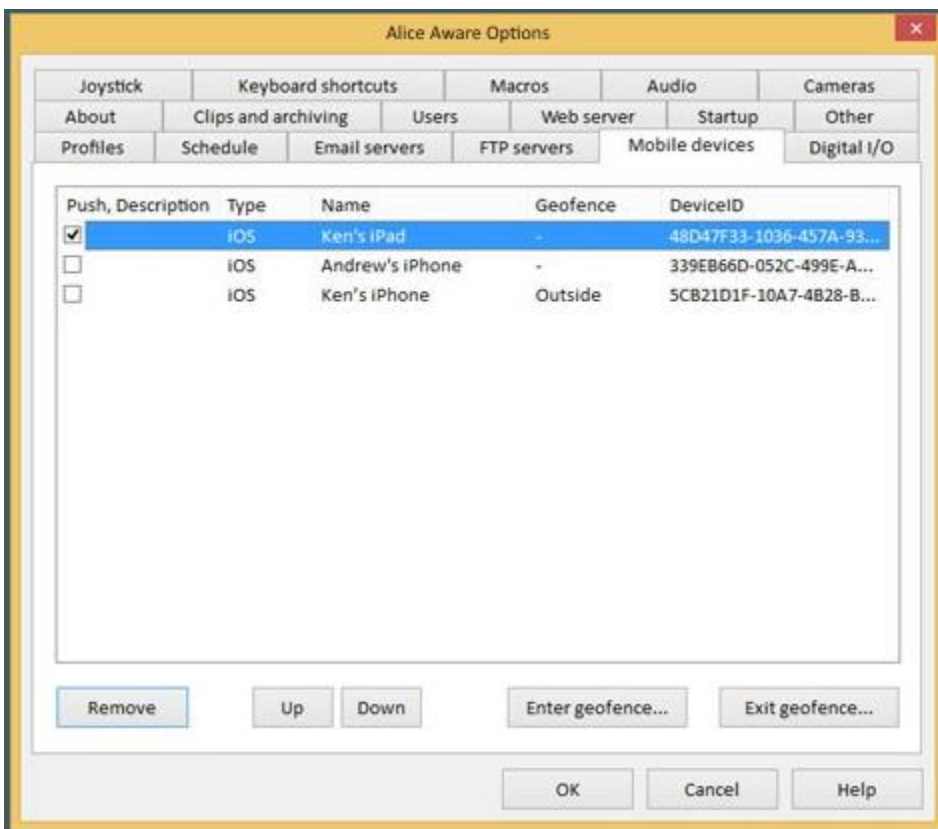 Alice Aware Options
Joystick Keyboard shortcuts Macros Audio Cameras
About Clips and archiving Users Web server Startup Other
Profiles Schedule Email servers FTP servers Mobile devices Digital I/O
Push, Description Type Name Geofence DeviceID
iOS Ken's iPad - 48D47F33-1036-457A-93...
iOS Andrew's iPhone - 339EB66D-052C-499E-A...
iOS Ken's iPhone Outside 5CB21D1F-10A7-4B28-B...
Remove Up Down Enter geofence... Exit geofence...
OK Cancel Help